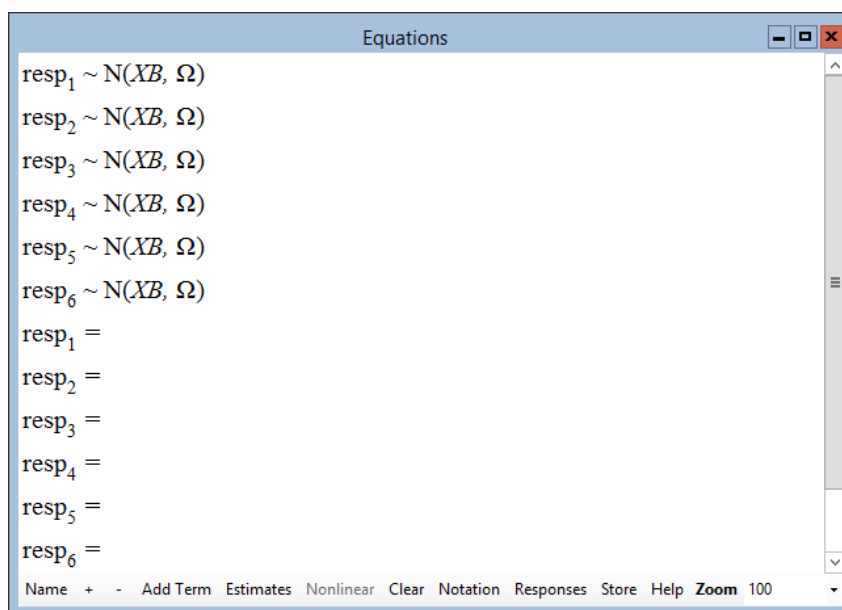 Equations
resp₁ ~ N(XB, Ω)
resp₂ ~ N(XB, Ω)
resp₃ ~ N(XB, Ω)
resp₄ ~ N(XB, Ω)
resp₅ ~ N(XB, Ω)
resp₆ ~ N(XB, Ω)
resp₁ =
resp₂ =
resp₃ =
resp₄ =
resp₅ =
resp₆ =
Name + - Add Term Estimates Nonlinear Clear Notation Responses Store Help Zoom 100